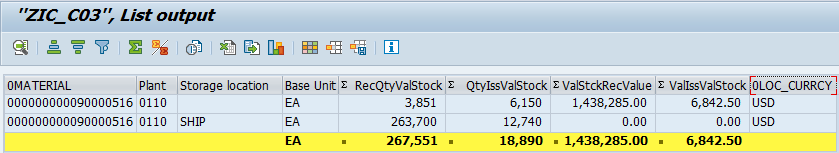 "ZIC_C03", List output
0MATERIAL Plant Storage location Base Unit Σ RecQtyValStock Σ QtyIssValStock Σ ValStckRecValue Σ ValIssValStock 0LOC_CURRCY
000000000090000516 0110 EA 3,851 6,150 1,438,285.00 6,842.50 USD
000000000090000516 0110 SHIP EA 263,700 12,740 0.00 0.00 USD
EA 267,551 18,890 1,438,285.00 6,842.50